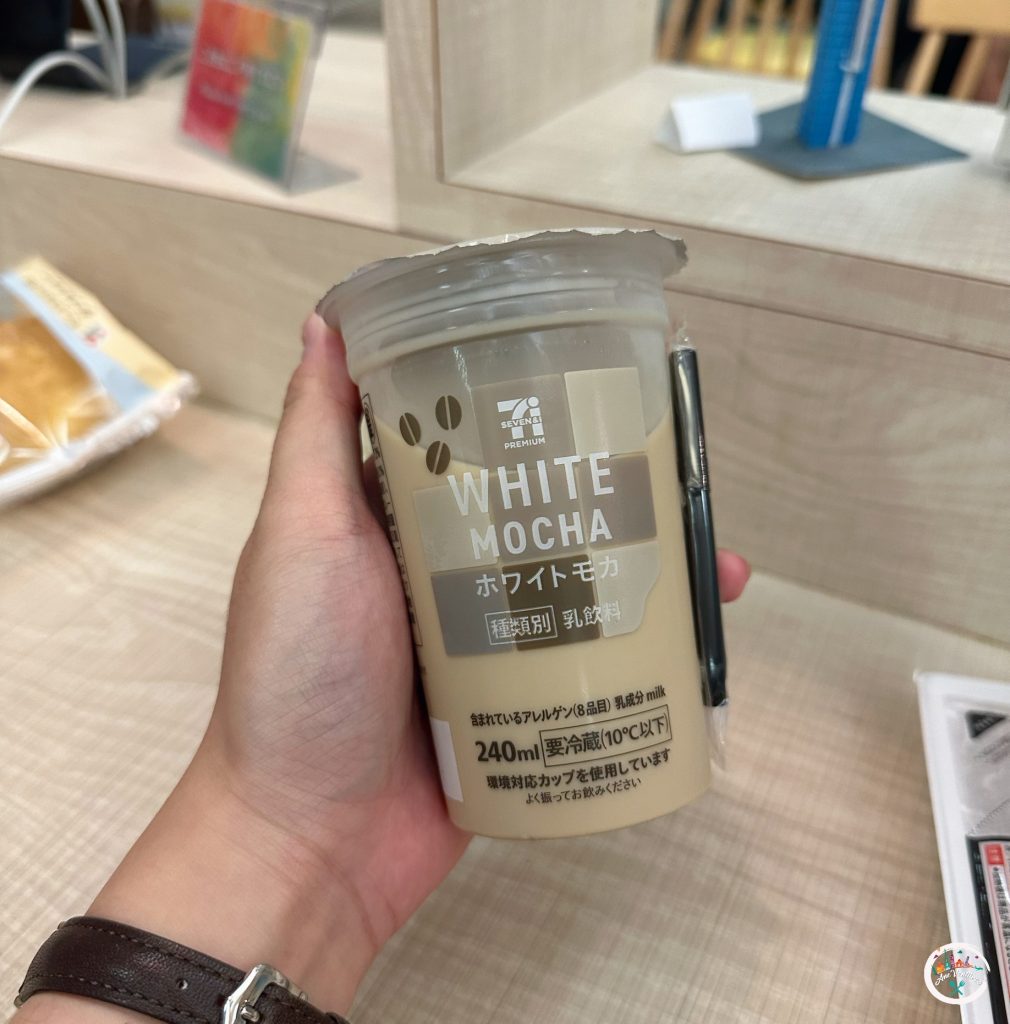 SEVEN&i
PREMIUM
WHITE
MOCHA
ホワイトモカ
種類別 乳飲料
含まれているアレルゲン(8品目) 乳成分 milk
240ml 要冷蔵(10℃以下)
環境対応カップを使用しています
よく振ってお飲みください